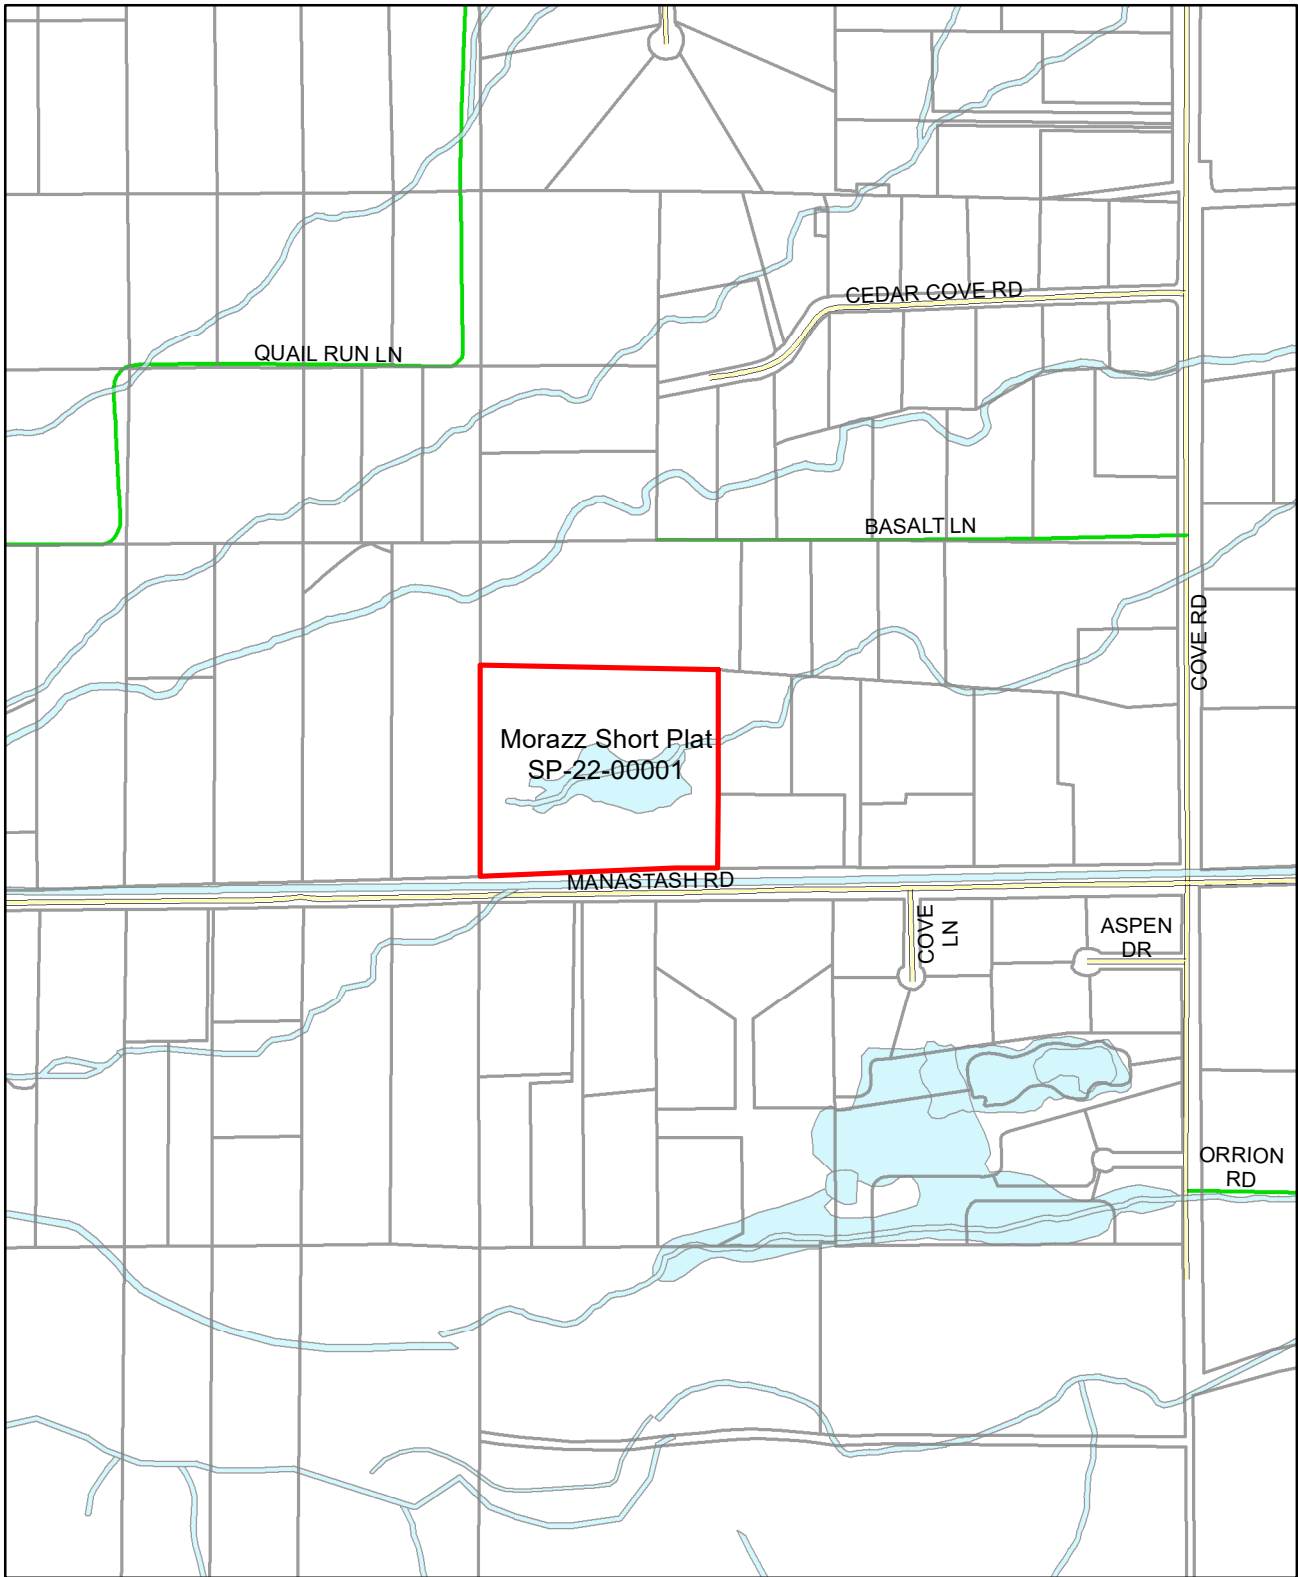 CEDAR COVE RD
QUAIL RUN LN
BASALT LN
COVE RD
Morazz Short Plat
SP-22-00001
MANASTASH RD
COVE
LN
ASPEN
DR
ORRION
RD